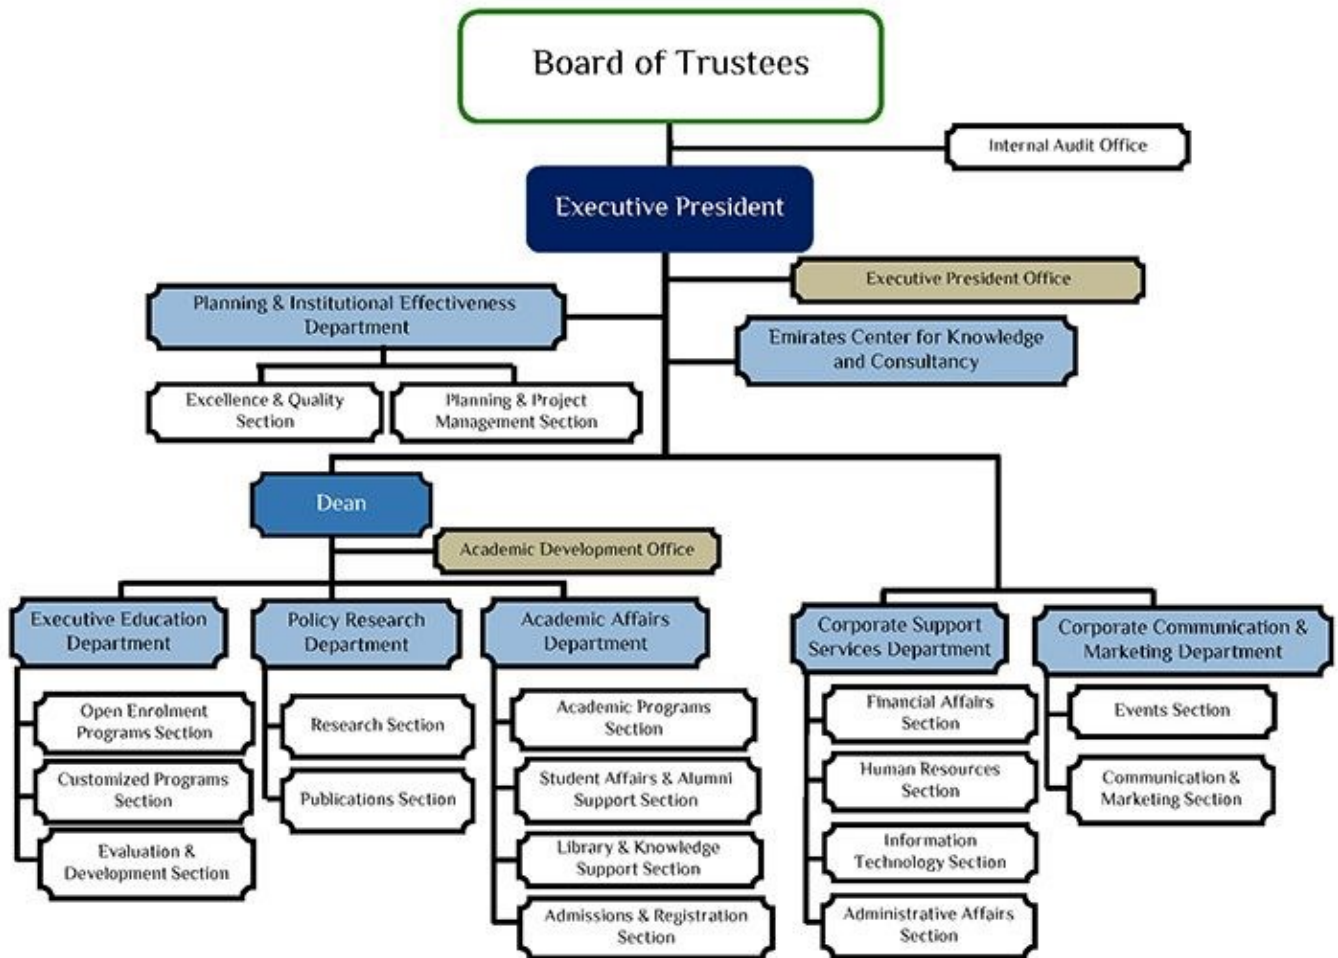 Board of Trustees
Internal Audit Office
Executive President
Executive President Office
Planning & Institutional Effectiveness
Department
Emirates Center for Knowledge
and Consultancy
Excellence & Quality
Section
Planning & Project
Management Section
Dean
Academic Development Office
Executive Education
Department
Policy Research
Department
Academic Affairs
Department
Corporate Support
Services Department
Corporate Communication &
Marketing Department
Open Enrolment
Programs Section
Customized Programs
Section
Evaluation &
Development Section
Research Section
Publications Section
Academic Programs
Section
Student Affairs & Alumni
Support Section
Library & Knowledge
Support Section
Admissions & Registration
Section
Financial Affairs
Section
Human Resources
Section
Information
Technology Section
Administrative Affairs
Section
Events Section
Communication &
Marketing Section